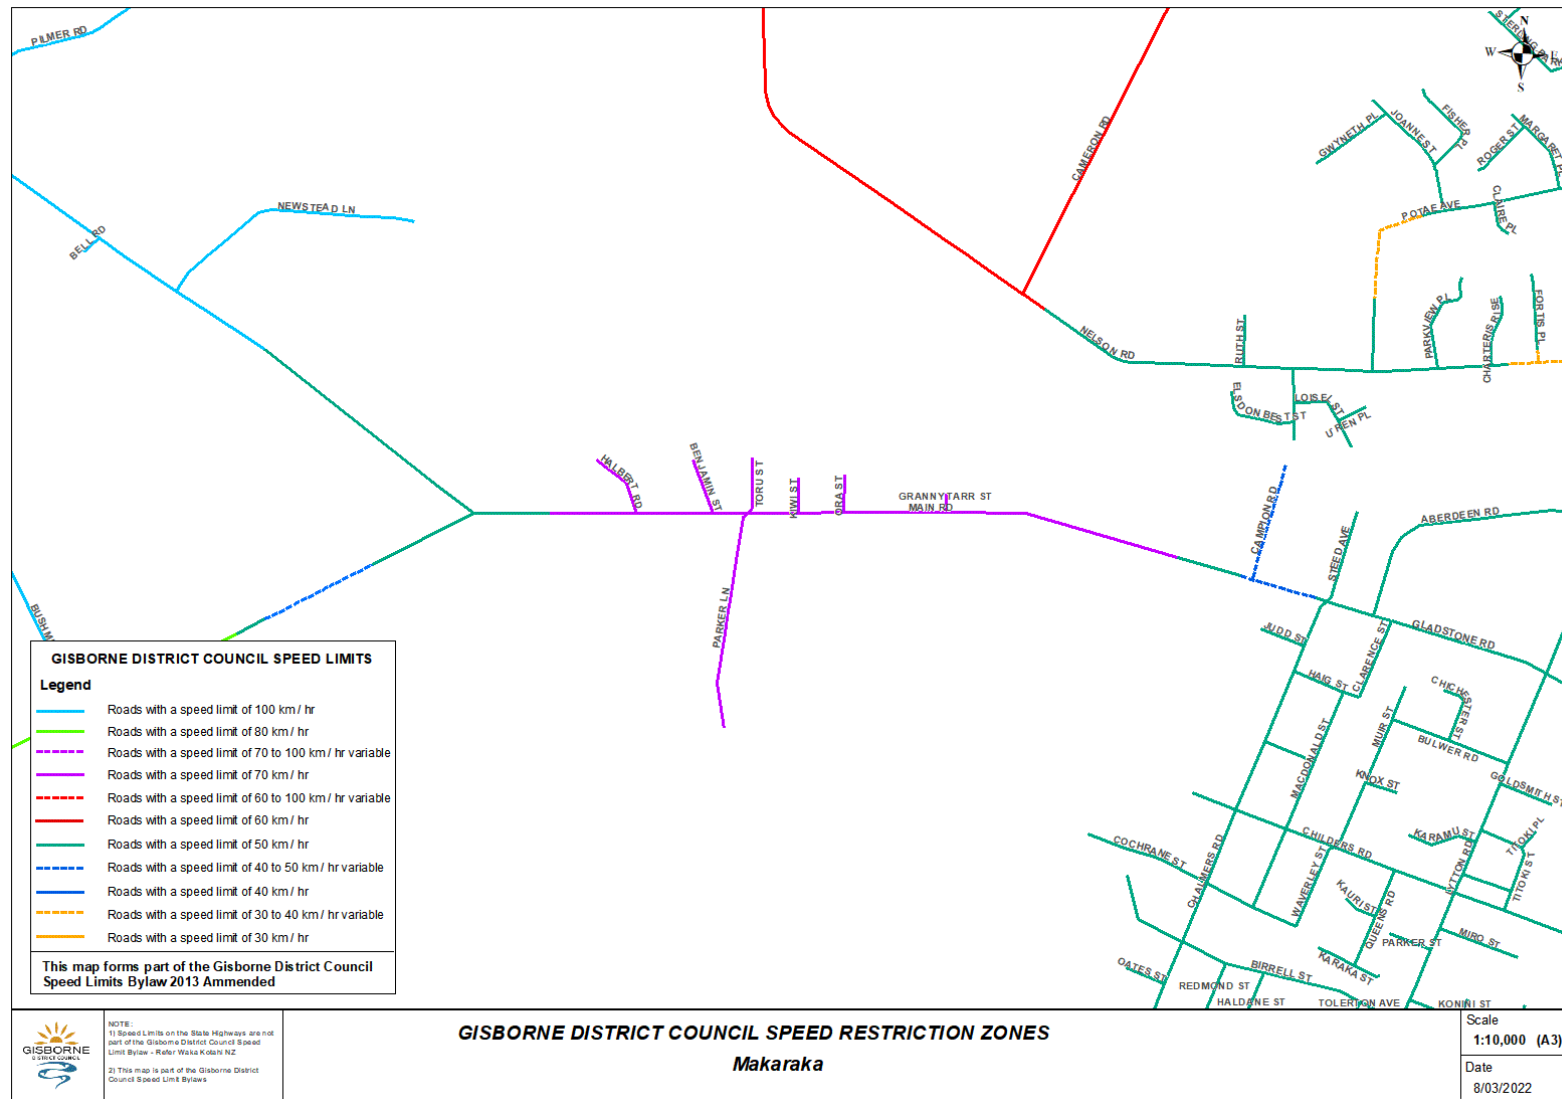 PILMER RD
STERLING PARK
N
W
E
S
CAMERON RD
GWYNETH PL
JOANNE ST
FISHER PL
ROGER ST
MARGARET PL
CLAIRE PL
POTAE AVE
NEWSTEAD LN
BELL RD
NELSON RD
RUTH ST
PARKVIEW PL
CHARTERIS RISE
FORTIS PL
ELSDON BEST ST
LOISEL ST
U'REN PL
HALBERT RD
BENJAMIN ST
TORU ST
KIWI ST
ORA ST
GRANNY TARR ST
MAIN RD
CAMPION RD
STEED AVE
ABERDEEN RD
PARKER LN
JUDD ST
HAIG ST
CLARENCE ST
GLADSTONE RD
CHICHESTER ST
MUIR ST
BULWER RD
MACDONALD ST
KNOX ST
GOLDSMITH ST
CHILDERS RD
KARAMU ST
TITOKI PL
TITOKI ST
LYTTON RD
COCHRANE ST
CHALMERS RD
WAVERLEY ST
KAURI ST
QUEENS RD
PARKER ST
MIRO ST
KARAKA ST
OATES ST
BIRRELL ST
REDMOND ST
HALDANE ST
TOLERTON AVE
KONINI ST
BUSHM
GISBORNE DISTRICT COUNCIL SPEED LIMITS
Legend
Roads with a speed limit of 100 km / hr
Roads with a speed limit of 80 km / hr
Roads with a speed limit of 70 to 100 km / hr variable
Roads with a speed limit of 70 km / hr
Roads with a speed limit of 60 to 100 km / hr variable
Roads with a speed limit of 60 km / hr
Roads with a speed limit of 50 km / hr
Roads with a speed limit of 40 to 50 km / hr variable
Roads with a speed limit of 40 km / hr
Roads with a speed limit of 30 to 40 km / hr variable
Roads with a speed limit of 30 km / hr
This map forms part of the Gisborne District Council
Speed Limits Bylaw 2013 Ammended
GISBORNE
DISTRICT COUNCIL
NOTE:
1) Speed Limits on the State Highways are not
part of the Gisborne District Council Speed
Limit Bylaw - Refer Waka Kotahi NZ
2) This map is part of the Gisborne District
Council Speed Limit Bylaws
GISBORNE DISTRICT COUNCIL SPEED RESTRICTION ZONES
Makaraka
Scale
1:10,000 (A3)
Date
8/03/2022